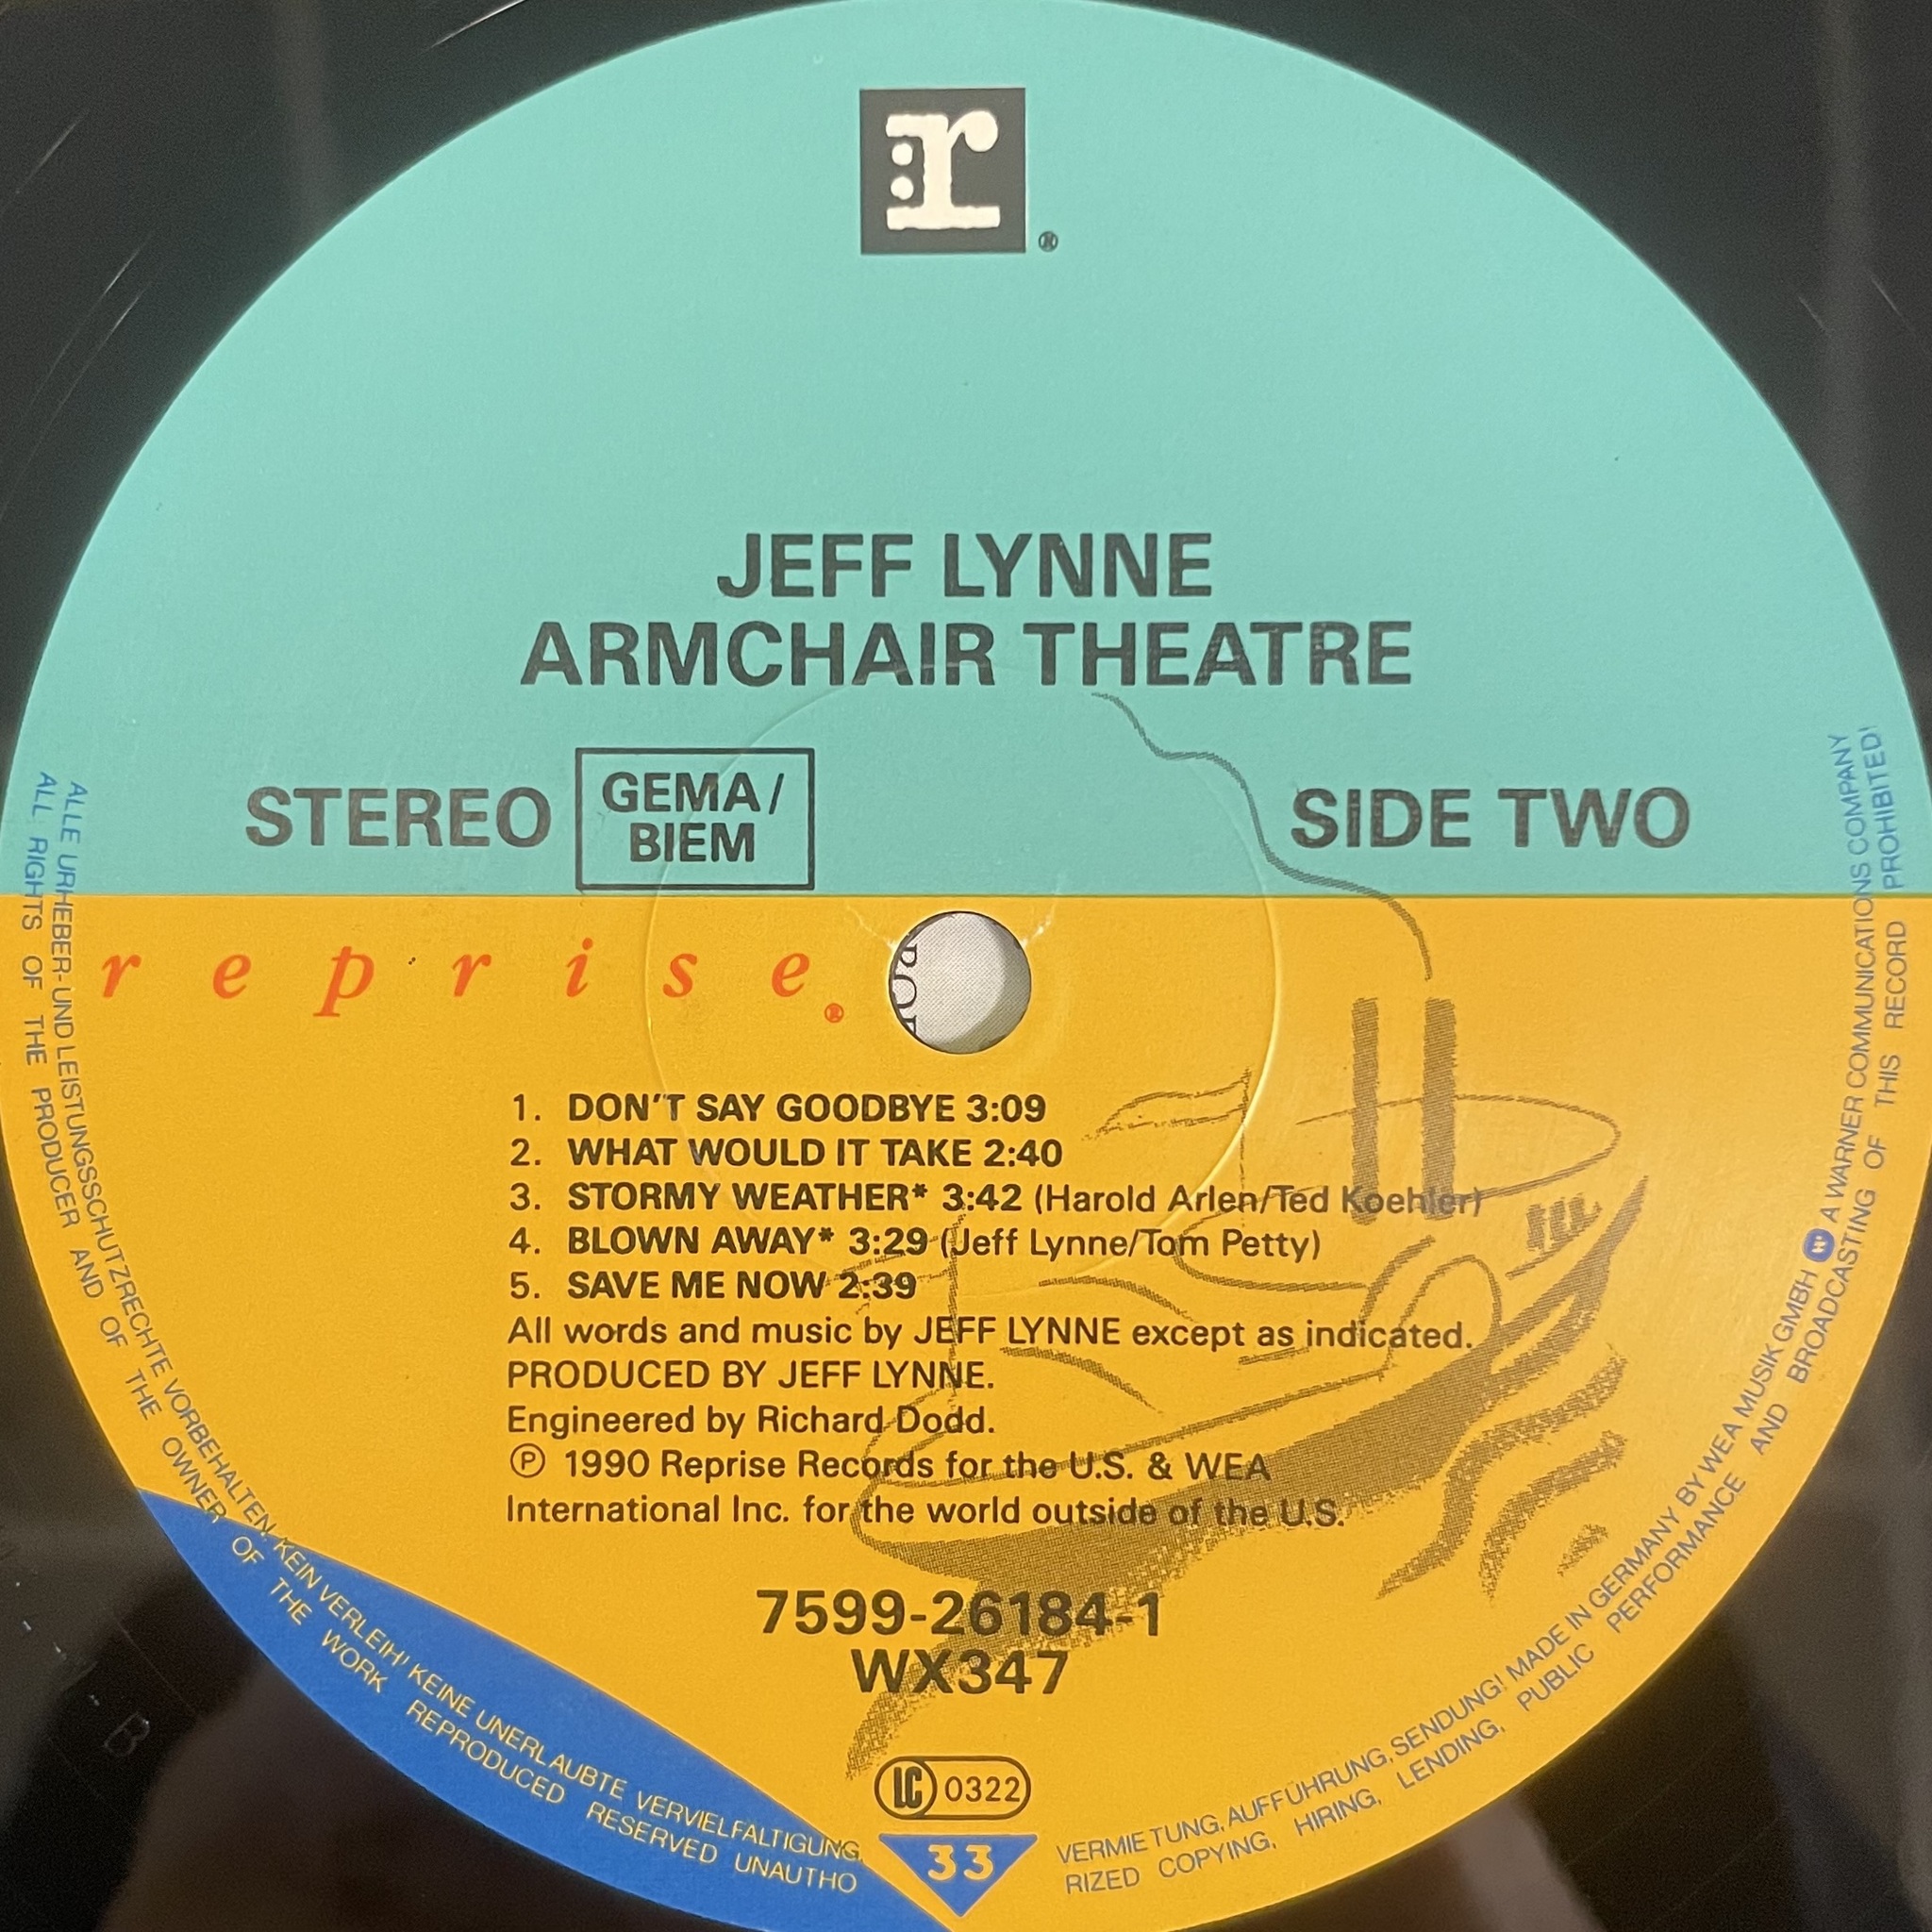 r
®
JEFF LYNNE
ARMCHAIR THEATRE
STEREO
GEMA/
BIEM
SIDE TWO
reprise®
1. DON'T SAY GOODBYE 3:09
2. WHAT WOULD IT TAKE 2:40
3. STORMY WEATHER* 3:42 (Harold Arlen/Ted Koehler)
4. BLOWN AWAY* 3:29 (Jeff Lynne/Tom Petty)
5. SAVE ME NOW 2:39
All words and music by JEFF LYNNE except as indicated.
PRODUCED BY JEFF LYNNE.
Engineered by Richard Dodd.
℗ 1990 Reprise Records for the U.S. & WEA
International Inc. for the world outside of the U.S.
7599-26184-1
WX347
LC 0322
33
ALLE URHEBER- UND LEISTUNGSSCHUTZRECHTE VORBEHALTEN. KEIN VERLEIH! KEINE UNERLAUBTE VERVIELFÄLTIGUNG, VERMIETUNG, AUFFÜHRUNG, SENDUNG! MADE IN GERMANY BY WEA MUSIK GMBH A WARNER COMMUNICATIONS COMPANY
ALL RIGHTS OF THE PRODUCER AND OF THE OWNER OF THE WORK REPRODUCED RESERVED UNAUTHORIZED COPYING, HIRING, LENDING, PUBLIC PERFORMANCE AND BROADCASTING OF THIS RECORD PROHIBITED!
B